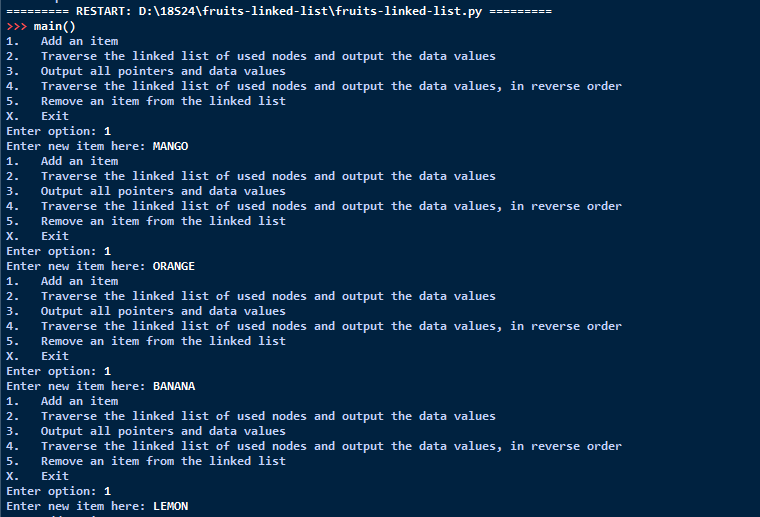 ========= RESTART: D:\18S24\fruits-linked-list\fruits-linked-list.py =========
>>> main()
1.   Add an item
2.   Traverse the linked list of used nodes and output the data values
3.   Output all pointers and data values
4.   Traverse the linked list of used nodes and output the data values, in reverse order
5.   Remove an item from the linked list
X.   Exit
Enter option: 1
Enter new item here: MANGO
1.   Add an item
2.   Traverse the linked list of used nodes and output the data values
3.   Output all pointers and data values
4.   Traverse the linked list of used nodes and output the data values, in reverse order
5.   Remove an item from the linked list
X.   Exit
Enter option: 1
Enter new item here: ORANGE
1.   Add an item
2.   Traverse the linked list of used nodes and output the data values
3.   Output all pointers and data values
4.   Traverse the linked list of used nodes and output the data values, in reverse order
5.   Remove an item from the linked list
X.   Exit
Enter option: 1
Enter new item here: BANANA
1.   Add an item
2.   Traverse the linked list of used nodes and output the data values
3.   Output all pointers and data values
4.   Traverse the linked list of used nodes and output the data values, in reverse order
5.   Remove an item from the linked list
X.   Exit
Enter option: 1
Enter new item here: LEMON